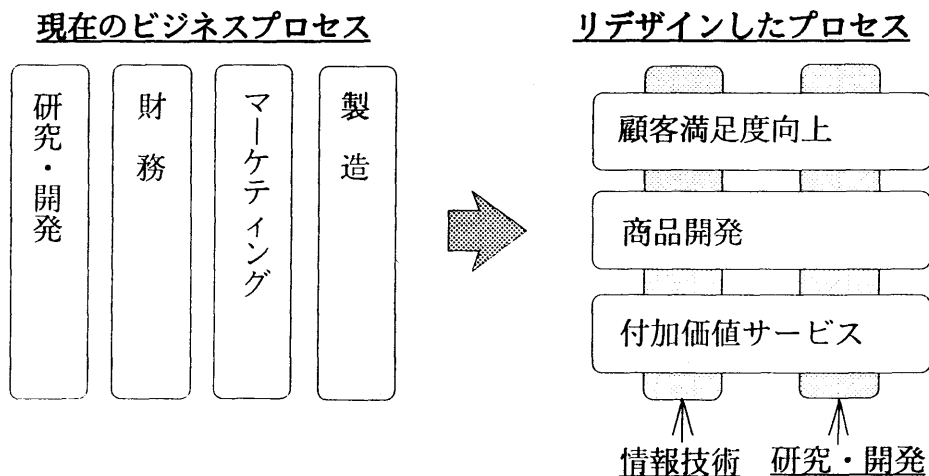 現在のビジネスプロセス
研究・開発
財務
マーケティング
製造
リデザインしたプロセス
顧客満足度向上
商品開発
付加価値サービス
情報技術
研究・開発